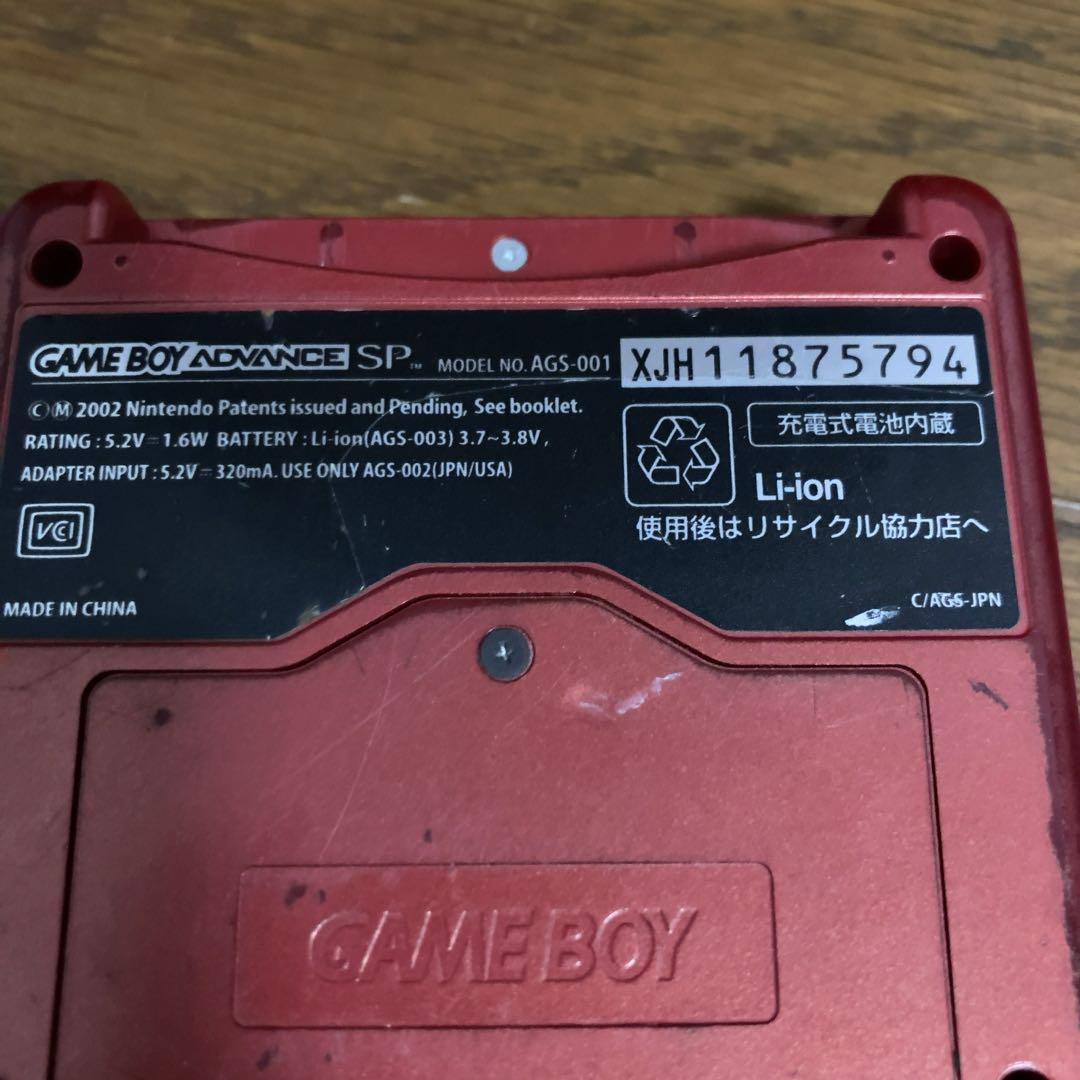 GAME BOY ADVANCE SP™ MODEL NO. AGS-001 XJH11875794
ⒸⓂ 2002 Nintendo Patents issued and Pending, See booklet.
RATING : 5.2V⎓1.6W BATTERY : Li-ion(AGS-003) 3.7~3.8V,
ADAPTER INPUT : 5.2V⎓320mA. USE ONLY AGS-002(JPN/USA)
VCCI
MADE IN CHINA
充電式電池内蔵
Li-ion
使用後はリサイクル協力店へ
C/AGS-JPN
GAME BOY